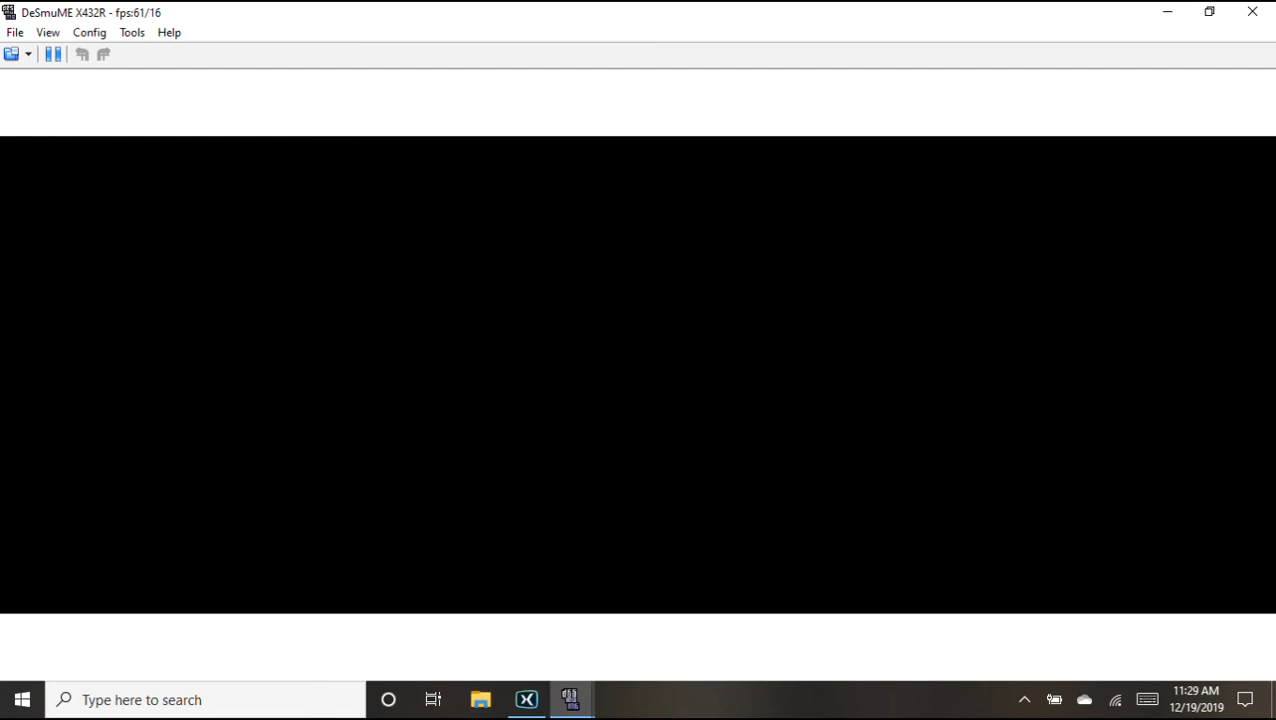 DeSmuME X432R - fps:61/16
File View Config Tools Help
Type here to search
11:29 AM
12/19/2019